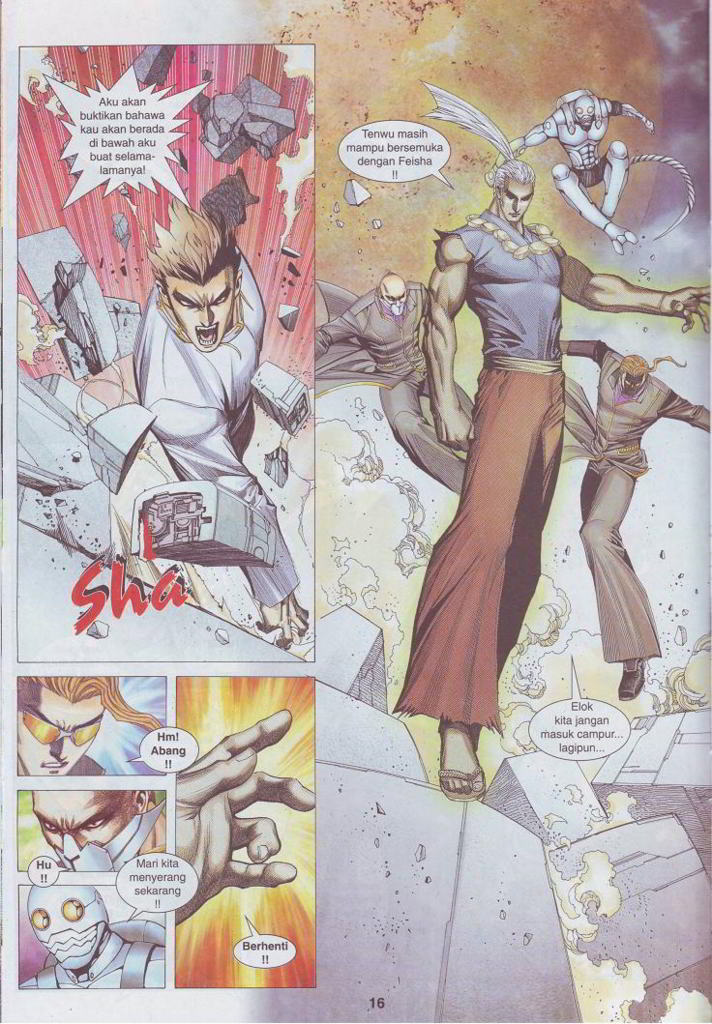 Aku akan
buktikan bahawa
kau akan berada
di bawah aku
buat selama-
lamanya!
Tenwu masih
mampu bersemuka
dengan Feisha
!!
Sha
Hm!
Abang
!!
Hu
!!
Mari kita
menyerang
sekarang
!!
Berhenti
!!
Elok
kita jangan
masuk campur...
lagipun...
16